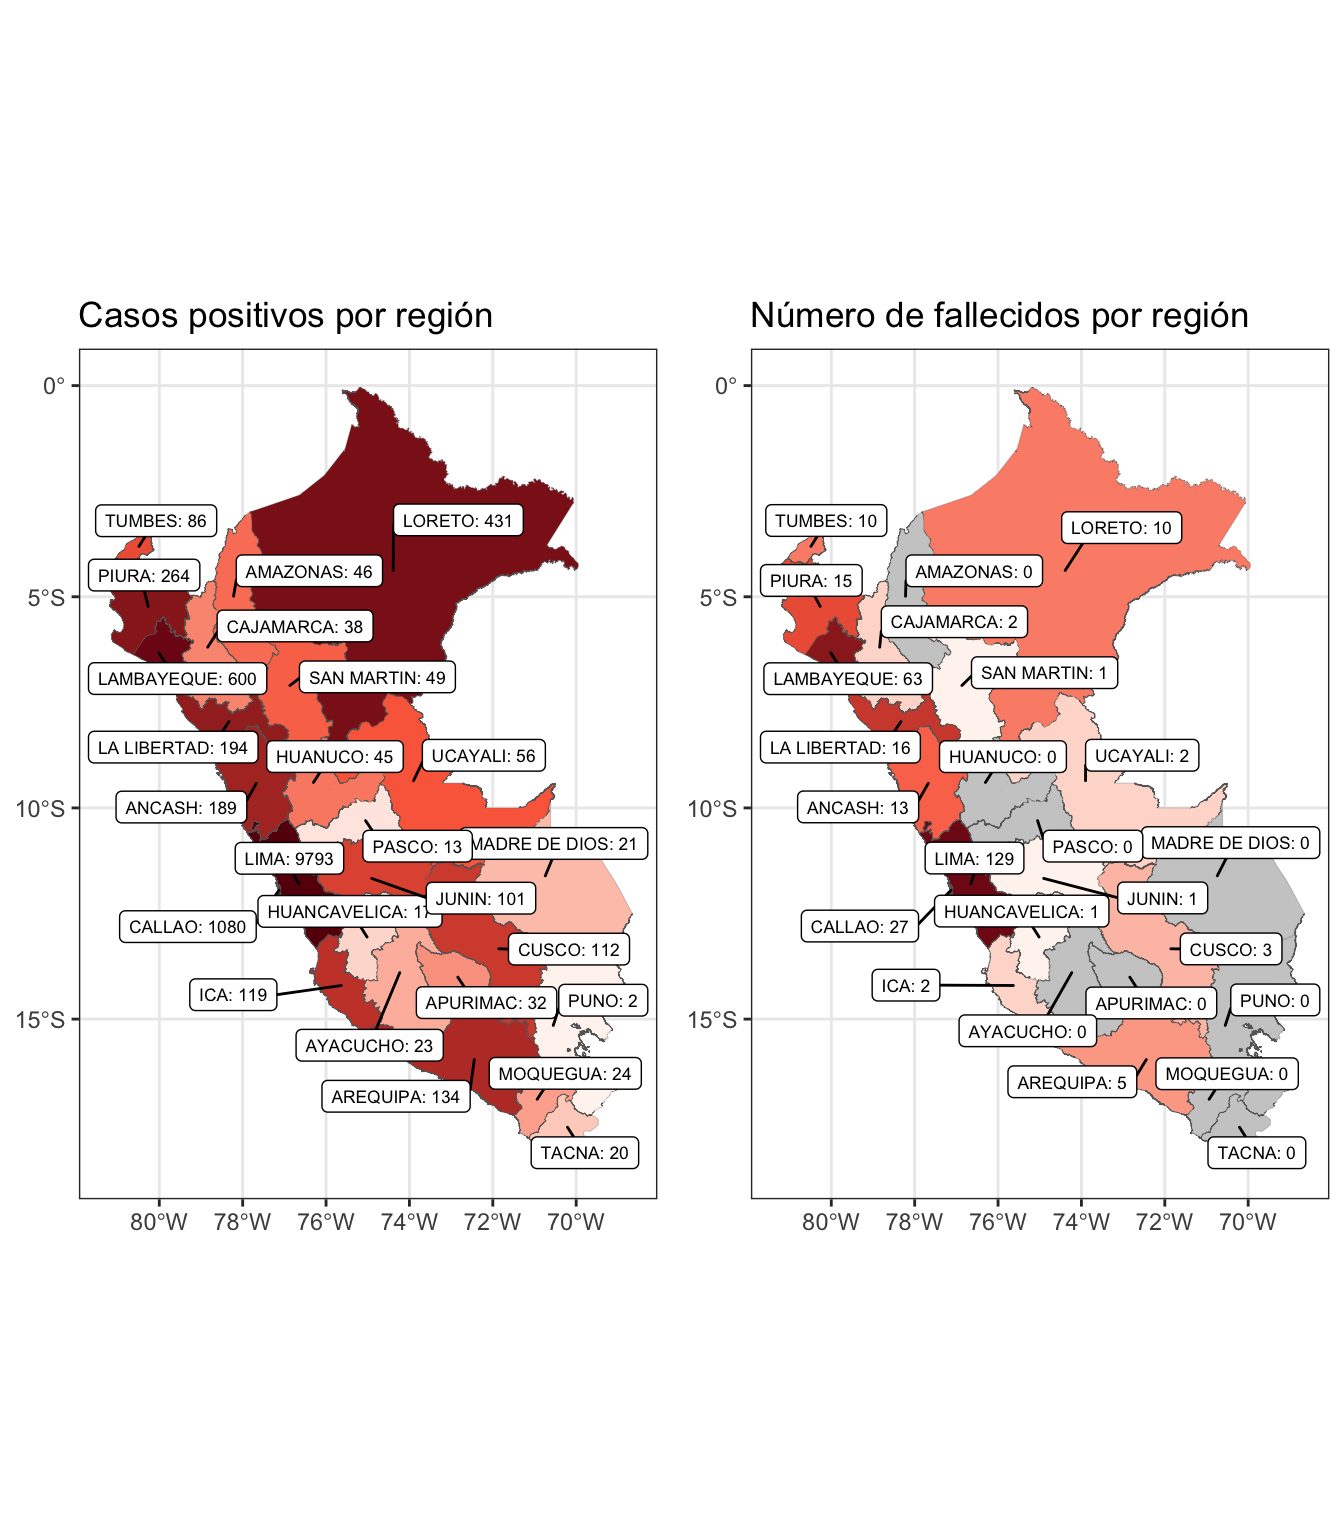 Casos positivos por región
0°
5°S
10°S
15°S
TUMBES: 86
LORETO: 431
PIURA: 264
AMAZONAS: 46
CAJAMARCA: 38
LAMBAYEQUE: 600
SAN MARTIN: 49
LA LIBERTAD: 194
HUANUCO: 45
UCAYALI: 56
ANCASH: 189
LIMA: 9793
PASCO: 13
MADRE DE DIOS: 21
JUNIN: 101
HUANCAVELICA: 17
CALLAO: 1080
CUSCO: 112
ICA: 119
APURIMAC: 32
PUNO: 2
AYACUCHO: 23
MOQUEGUA: 24
AREQUIPA: 134
TACNA: 20
80°W 78°W 76°W 74°W 72°W 70°W
Número de fallecidos por región
0°
5°S
10°S
15°S
TUMBES: 10
LORETO: 10
PIURA: 15
AMAZONAS: 0
CAJAMARCA: 2
LAMBAYEQUE: 63
SAN MARTIN: 1
LA LIBERTAD: 16
HUANUCO: 0
UCAYALI: 2
ANCASH: 13
LIMA: 129
PASCO: 0
MADRE DE DIOS: 0
JUNIN: 1
HUANCAVELICA: 1
CALLAO: 27
CUSCO: 3
ICA: 2
APURIMAC: 0
PUNO: 0
AYACUCHO: 0
MOQUEGUA: 0
AREQUIPA: 5
TACNA: 0
80°W 78°W 76°W 74°W 72°W 70°W